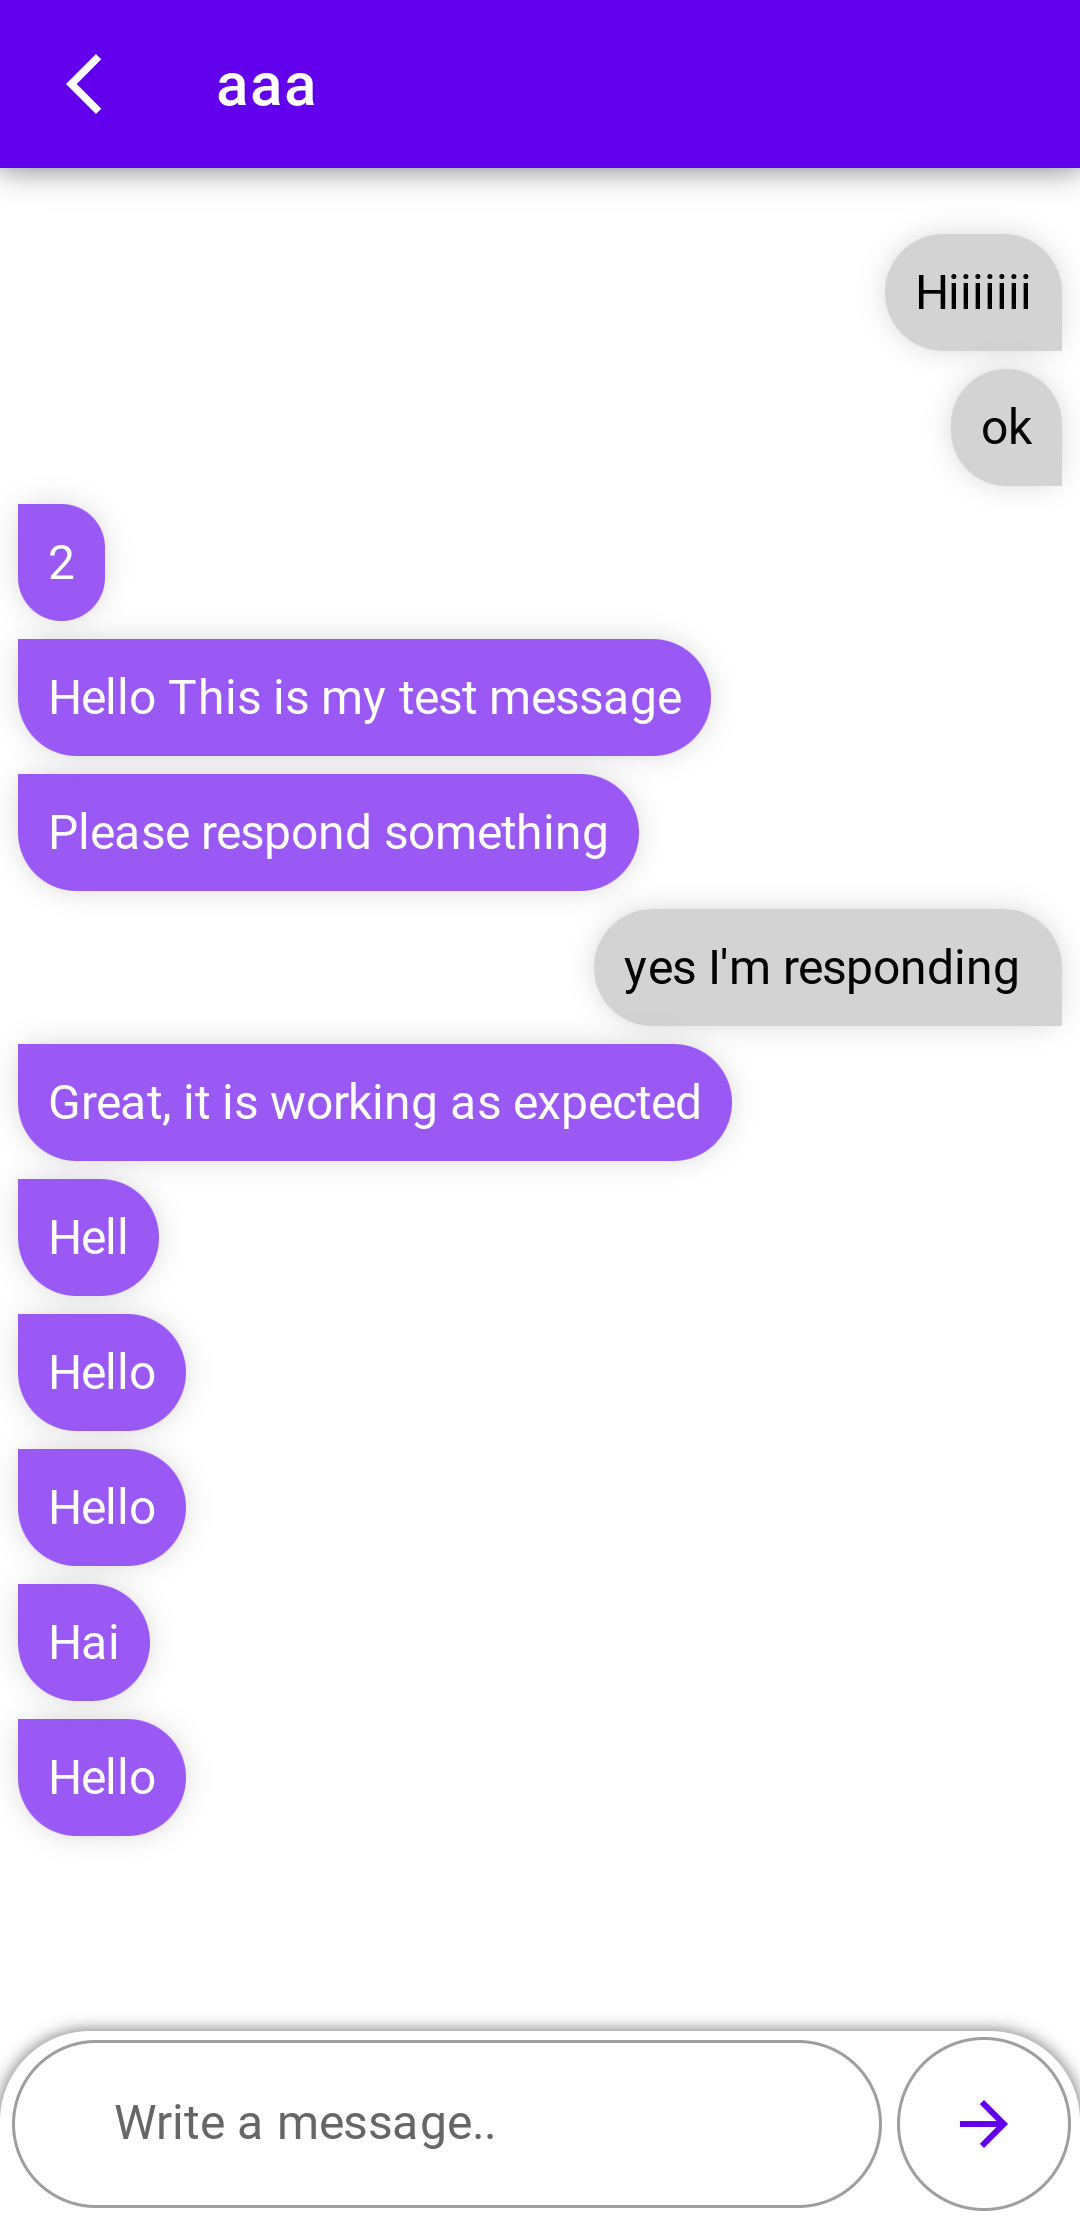 aaa
Hiiiiiii
ok
2
Hello This is my test message
Please respond something
yes I'm responding
Great, it is working as expected
Hell
Hello
Hello
Hai
Hello
Write a message..